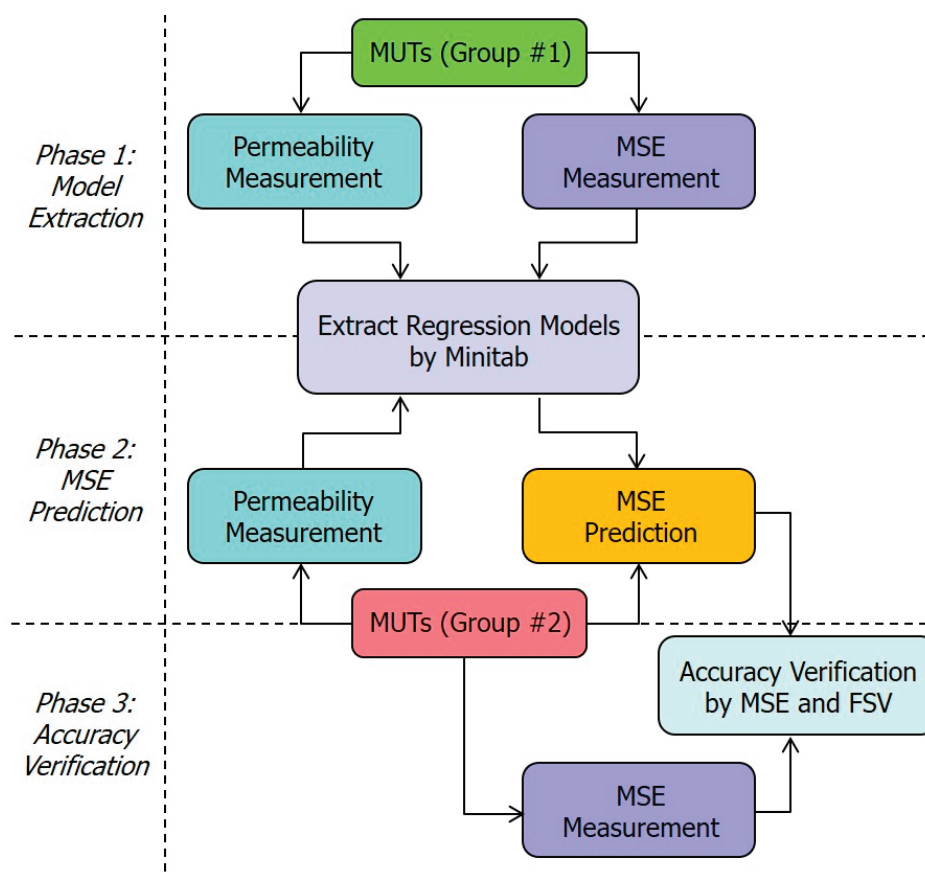 MUTs (Group #1)
Phase 1:
Model
Extraction
Permeability
Measurement
MSE
Measurement
Extract Regression Models
by Minitab
Phase 2:
MSE
Prediction
Permeability
Measurement
MSE
Prediction
MUTs (Group #2)
Phase 3:
Accuracy
Verification
Accuracy Verification
by MSE and FSV
MSE
Measurement